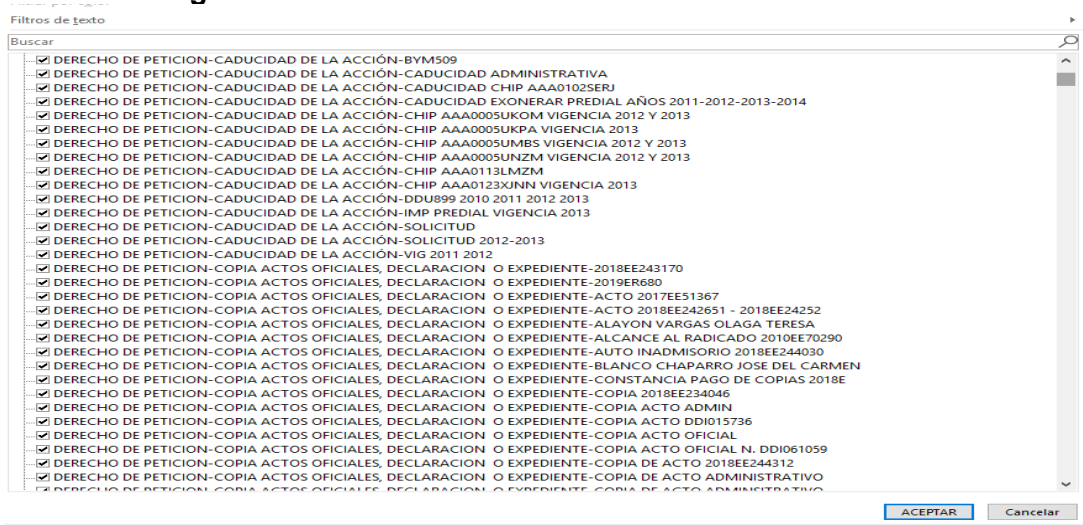 Filtros de texto
Buscar
DERECHO DE PETICION-CADUCIDAD DE LA ACCIÓN-BYM509
DERECHO DE PETICION-CADUCIDAD DE LA ACCIÓN-CADUCIDAD ADMINISTRATIVA
DERECHO DE PETICION-CADUCIDAD DE LA ACCIÓN-CADUCIDAD CHIP AAA0102SERJ
DERECHO DE PETICION-CADUCIDAD DE LA ACCIÓN-CADUCIDAD EXONERAR PREDIAL AÑOS 2011-2012-2013-2014
DERECHO DE PETICION-CADUCIDAD DE LA ACCIÓN-CHIP AAA0005UKOM VIGENCIA 2012 Y 2013
DERECHO DE PETICION-CADUCIDAD DE LA ACCIÓN-CHIP AAA0005UKPA VIGENCIA 2013
DERECHO DE PETICION-CADUCIDAD DE LA ACCIÓN-CHIP AAA0005UMBS VIGENCIA 2012 Y 2013
DERECHO DE PETICION-CADUCIDAD DE LA ACCIÓN-CHIP AAA0005UNZM VIGENCIA 2012 Y 2013
DERECHO DE PETICION-CADUCIDAD DE LA ACCIÓN-CHIP AAA0113LMZM
DERECHO DE PETICION-CADUCIDAD DE LA ACCIÓN-CHIP AAA0123XJNN VIGENCIA 2013
DERECHO DE PETICION-CADUCIDAD DE LA ACCIÓN-DDU899 2010 2011 2012 2013
DERECHO DE PETICION-CADUCIDAD DE LA ACCIÓN-IMP PREDIAL VIGENCIA 2013
DERECHO DE PETICION-CADUCIDAD DE LA ACCIÓN-SOLICITUD
DERECHO DE PETICION-CADUCIDAD DE LA ACCIÓN-SOLICITUD 2012-2013
DERECHO DE PETICION-CADUCIDAD DE LA ACCIÓN-VIG 2011 2012
DERECHO DE PETICION-COPIA ACTOS OFICIALES, DECLARACION  O EXPEDIENTE-2018EE243170
DERECHO DE PETICION-COPIA ACTOS OFICIALES, DECLARACION  O EXPEDIENTE-2019ER680
DERECHO DE PETICION-COPIA ACTOS OFICIALES, DECLARACION  O EXPEDIENTE-ACTO 2017EE51367
DERECHO DE PETICION-COPIA ACTOS OFICIALES, DECLARACION  O EXPEDIENTE-ACTO 2018EE242651 - 2018EE24252
DERECHO DE PETICION-COPIA ACTOS OFICIALES, DECLARACION  O EXPEDIENTE-ALAYON VARGAS OLAGA TERESA
DERECHO DE PETICION-COPIA ACTOS OFICIALES, DECLARACION  O EXPEDIENTE-ALCANCE AL RADICADO 2010EE70290
DERECHO DE PETICION-COPIA ACTOS OFICIALES, DECLARACION  O EXPEDIENTE-AUTO INADMISORIO 2018EE244030
DERECHO DE PETICION-COPIA ACTOS OFICIALES, DECLARACION  O EXPEDIENTE-BLANCO CHAPARRO JOSE DEL CARMEN
DERECHO DE PETICION-COPIA ACTOS OFICIALES, DECLARACION  O EXPEDIENTE-CONSTANCIA PAGO DE COPIAS 2018E
DERECHO DE PETICION-COPIA ACTOS OFICIALES, DECLARACION  O EXPEDIENTE-COPIA 2018EE234046
DERECHO DE PETICION-COPIA ACTOS OFICIALES, DECLARACION  O EXPEDIENTE-COPIA ACTO ADMIN
DERECHO DE PETICION-COPIA ACTOS OFICIALES, DECLARACION  O EXPEDIENTE-COPIA ACTO DDI015736
DERECHO DE PETICION-COPIA ACTOS OFICIALES, DECLARACION  O EXPEDIENTE-COPIA ACTO OFICIAL
DERECHO DE PETICION-COPIA ACTOS OFICIALES, DECLARACION  O EXPEDIENTE-COPIA ACTO OFICIAL N. DDI061059
DERECHO DE PETICION-COPIA ACTOS OFICIALES, DECLARACION  O EXPEDIENTE-COPIA DE ACTO 2018EE244312
DERECHO DE PETICION-COPIA ACTOS OFICIALES, DECLARACION  O EXPEDIENTE-COPIA DE ACTO ADMINISTRATIVO
DERECHO DE PETICION-COPIA ACTOS OFICIALES, DECLARACION  O EXPEDIENTE-COPIA DE ACTO ADMINISTRATIVO
ACEPTAR
Cancelar